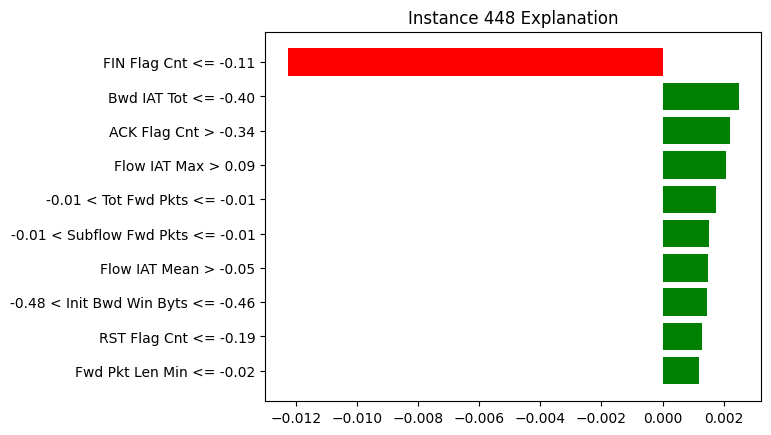 Instance 448 Explanation
FIN Flag Cnt <= -0.11
Bwd IAT Tot <= -0.40
ACK Flag Cnt > -0.34
Flow IAT Max > 0.09
-0.01 < Tot Fwd Pkts <= -0.01
-0.01 < Subflow Fwd Pkts <= -0.01
Flow IAT Mean > -0.05
-0.48 < Init Bwd Win Byts <= -0.46
RST Flag Cnt <= -0.19
Fwd Pkt Len Min <= -0.02
−0.012 −0.010 −0.008 −0.006 −0.004 −0.002 0.000 0.002